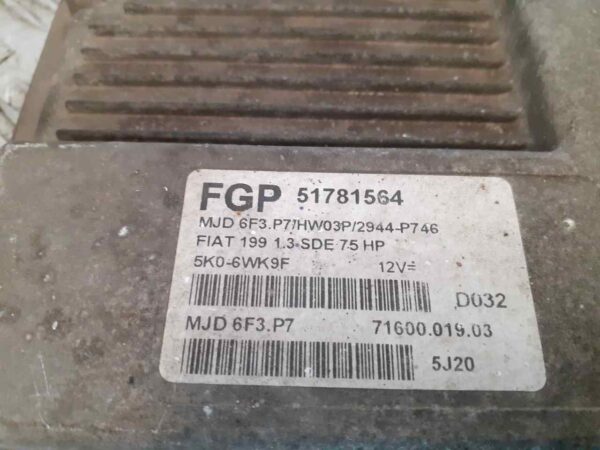 FGP 51781564
MJD 6F3.P7/HW03P/2944-P746
FIAT 199 1.3 SDE 75 HP
5K0-6WK9F 12V=
D032
MJD 6F3.P7 71600.019.03
5J20